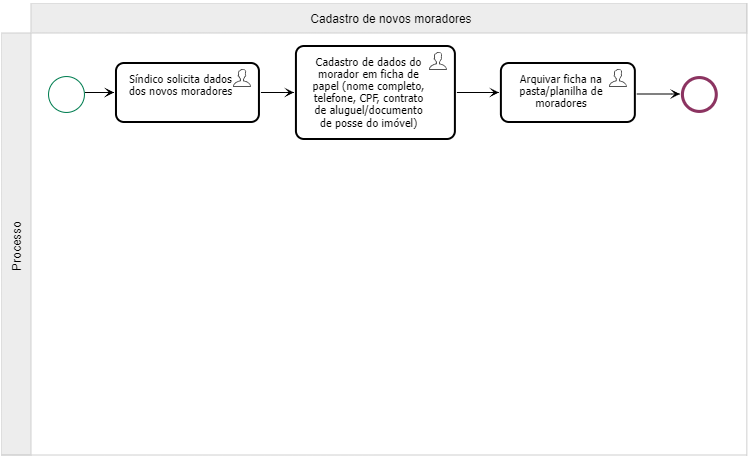 Cadastro de novos moradores
Processo
Síndico solicita dados
dos novos moradores
Cadastro de dados do
morador em ficha de
papel (nome completo,
telefone, CPF, contrato
de aluguel/documento
de posse do imóvel)
Arquivar ficha na
pasta/planilha de
moradores